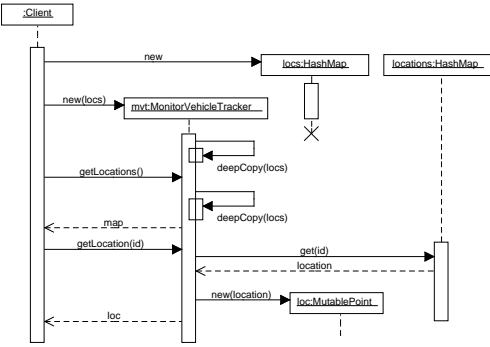 :Client
new
locs:HashMap
locations:HashMap
new(locs)
mvt:MonitorVehicleTracker
deepCopy(locs)
getLocations()
deepCopy(locs)
map
getLocation(id)
get(id)
location
new(location)
loc:MutablePoint
loc